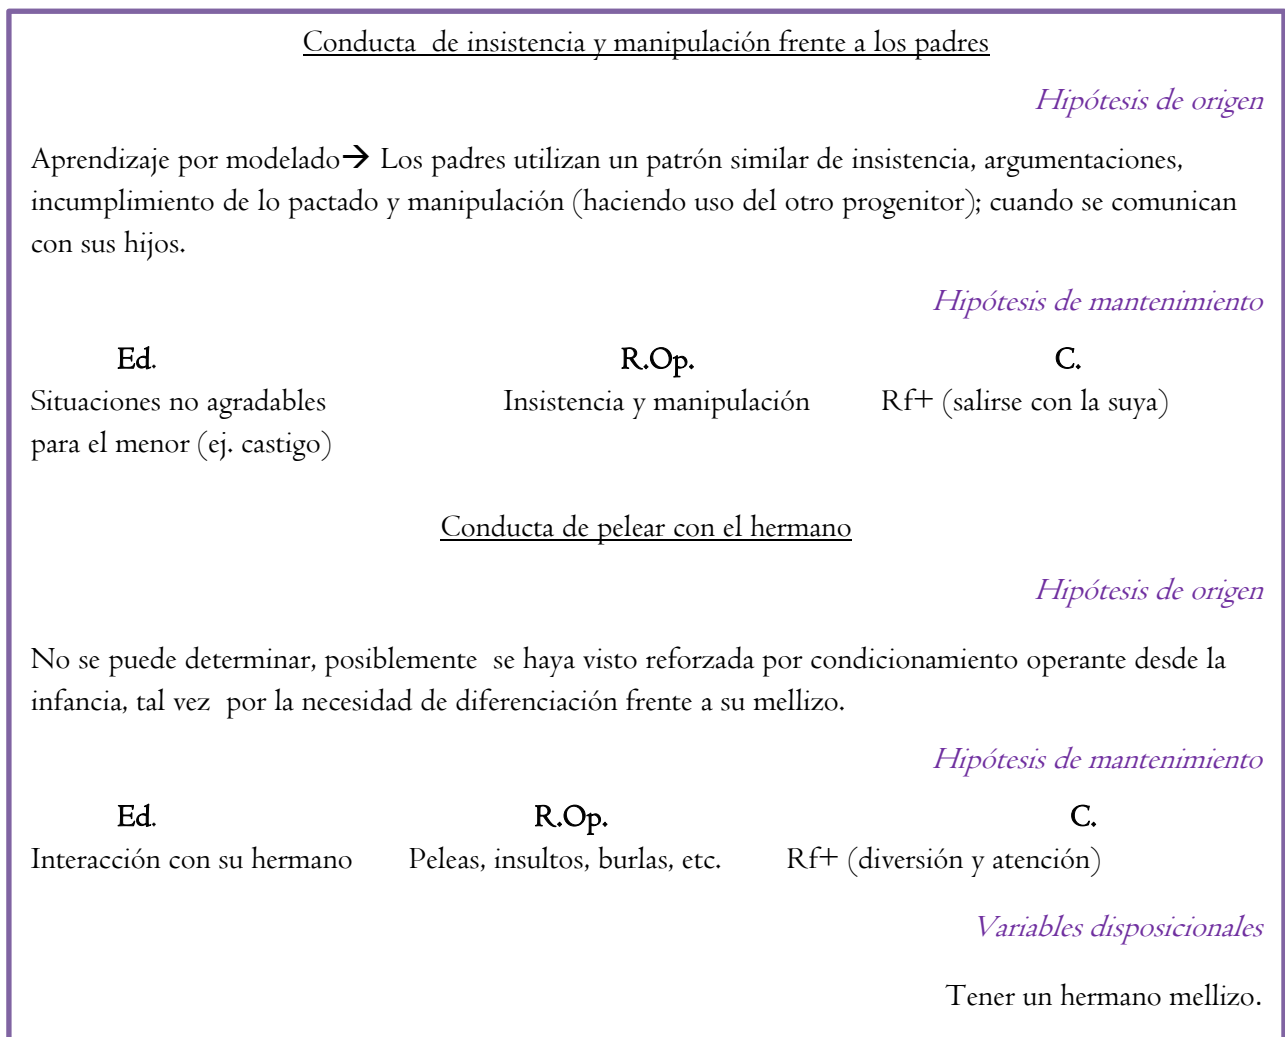 Conducta de insistencia y manipulación frente a los padres
Hipótesis de origen
Aprendizaje por modelado→ Los padres utilizan un patrón similar de insistencia, argumentaciones,
incumplimiento de lo pactado y manipulación (haciendo uso del otro progenitor); cuando se comunican
con sus hijos.
Hipótesis de mantenimiento
Ed. R.Op. C.
Situaciones no agradables Insistencia y manipulación Rf+ (salirse con la suya)
para el menor (ej. castigo)
Conducta de pelear con el hermano
Hipótesis de origen
No se puede determinar, posiblemente se haya visto reforzada por condicionamiento operante desde la
infancia, tal vez por la necesidad de diferenciación frente a su mellizo.
Hipótesis de mantenimiento
Ed. R.Op. C.
Interacción con su hermano Peleas, insultos, burlas, etc. Rf+ (diversión y atención)
Variables disposicionales
Tener un hermano mellizo.